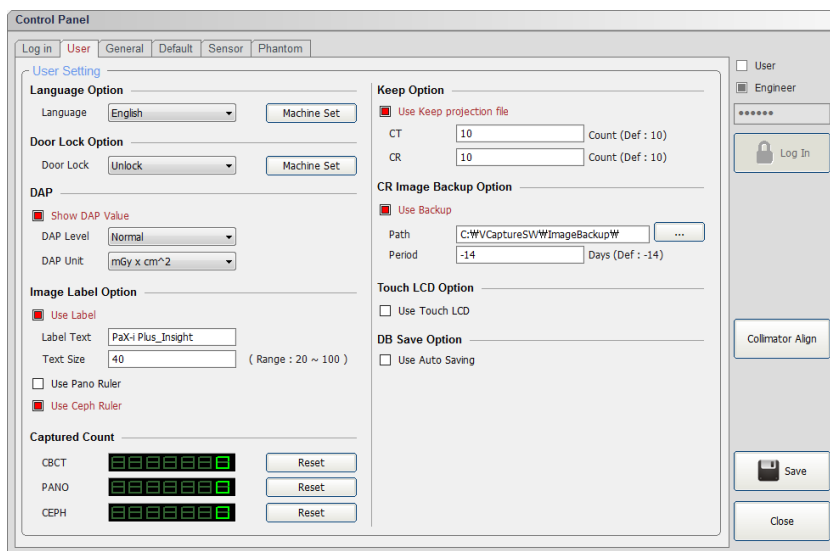 Control Panel
Log in User General Default Sensor Phantom
User Setting
Language Option
Language English Machine Set
Door Lock Option
Door Lock Unlock Machine Set
DAP
Show DAP Value
DAP Level Normal
DAP Unit mGy x cm^2
Image Label Option
Use Label
Label Text PaX-i Plus_Insight
Text Size 40 ( Range : 20 ~ 100 )
Use Pano Ruler
Use Ceph Ruler
Captured Count
CBCT Reset
PANO Reset
CEPH Reset
Keep Option
Use Keep projection file
CT 10 Count (Def : 10)
CR 10 Count (Def : 10)
CR Image Backup Option
Use Backup
Path C:₩VCaptureSW₩ImageBackup₩ ...
Period -14 Days (Def : -14)
Touch LCD Option
Use Touch LCD
DB Save Option
Use Auto Saving
User
Engineer
••••••
Log In
Collimator Align
Save
Close